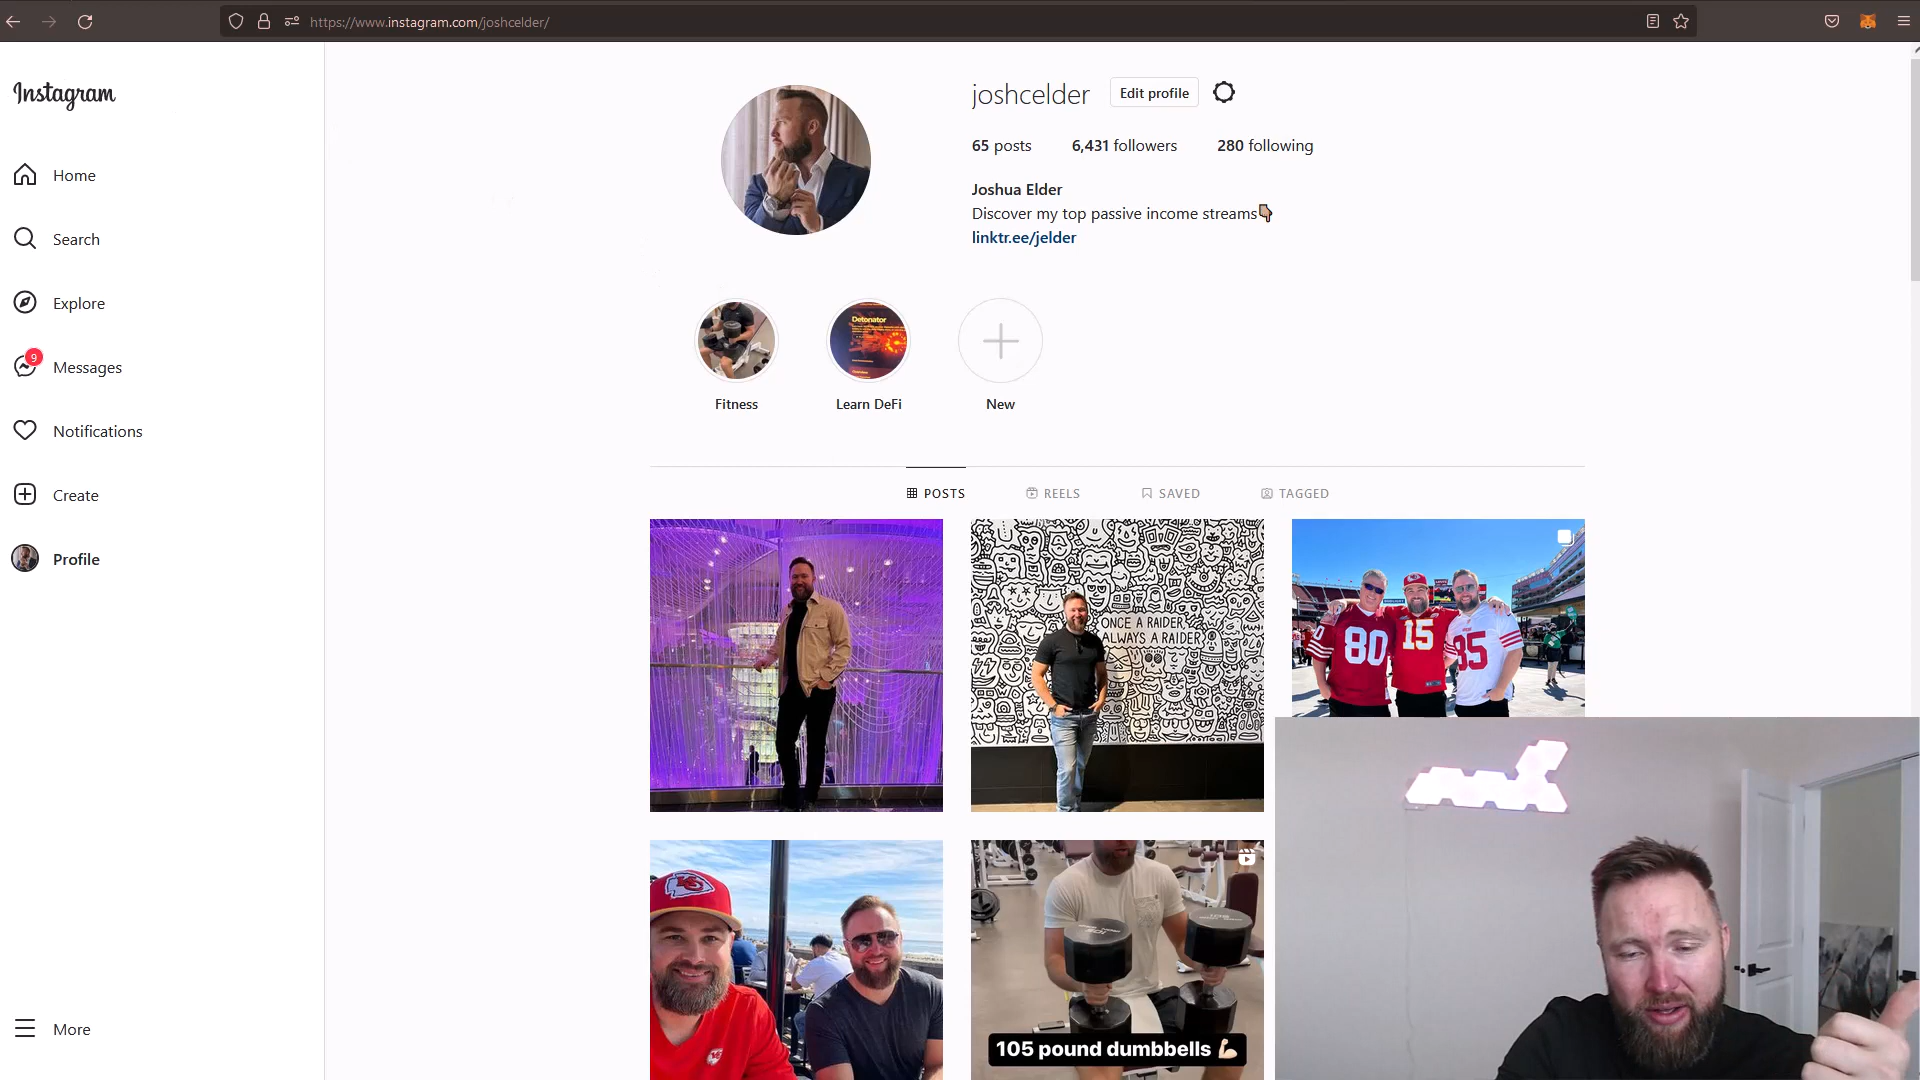 https://www.instagram.com/joshcelder/
Instagram
Home
Search
Explore
9
Messages
Notifications
Create
Profile
More
joshcelder
Edit profile
65 posts
6,431 followers
280 following
Joshua Elder
Discover my top passive income streams👇🏽
linktr.ee/jelder
Detonator
Fitness
Learn DeFi
New
POSTS
REELS
SAVED
TAGGED
ONCE A RAIDER
ALWAYS A RAIDER
80
15
85
105 pound dumbbells 💪🏻